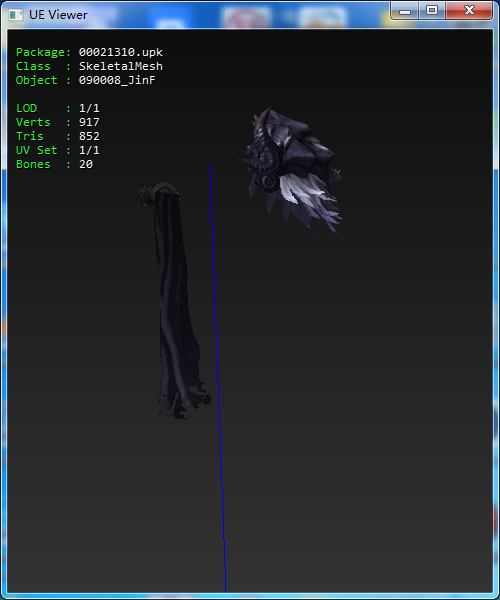 UE Viewer
Package: 00021310.upk
Class  : SkeletalMesh
Object : 090008_JinF
LOD    : 1/1
Verts  : 917
Tris   : 852
UV Set : 1/1
Bones  : 20